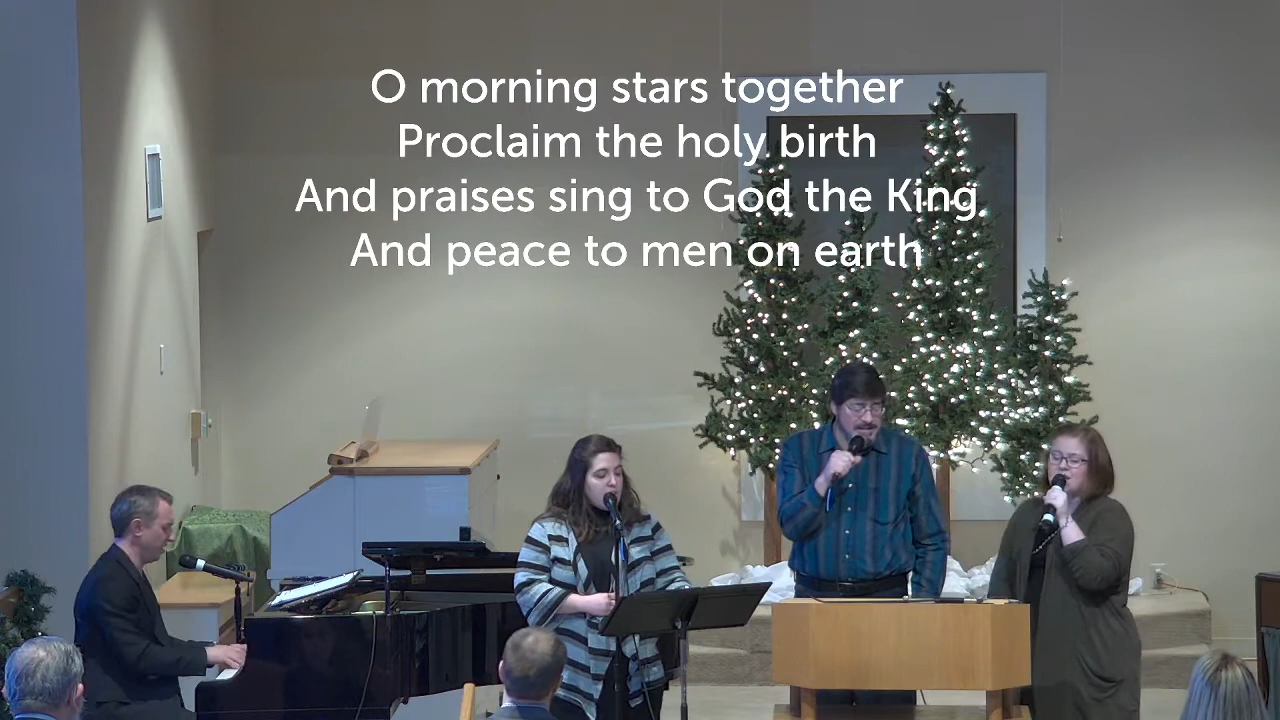 O morning stars together
Proclaim the holy birth
And praises sing to God the King
And peace to men on earth